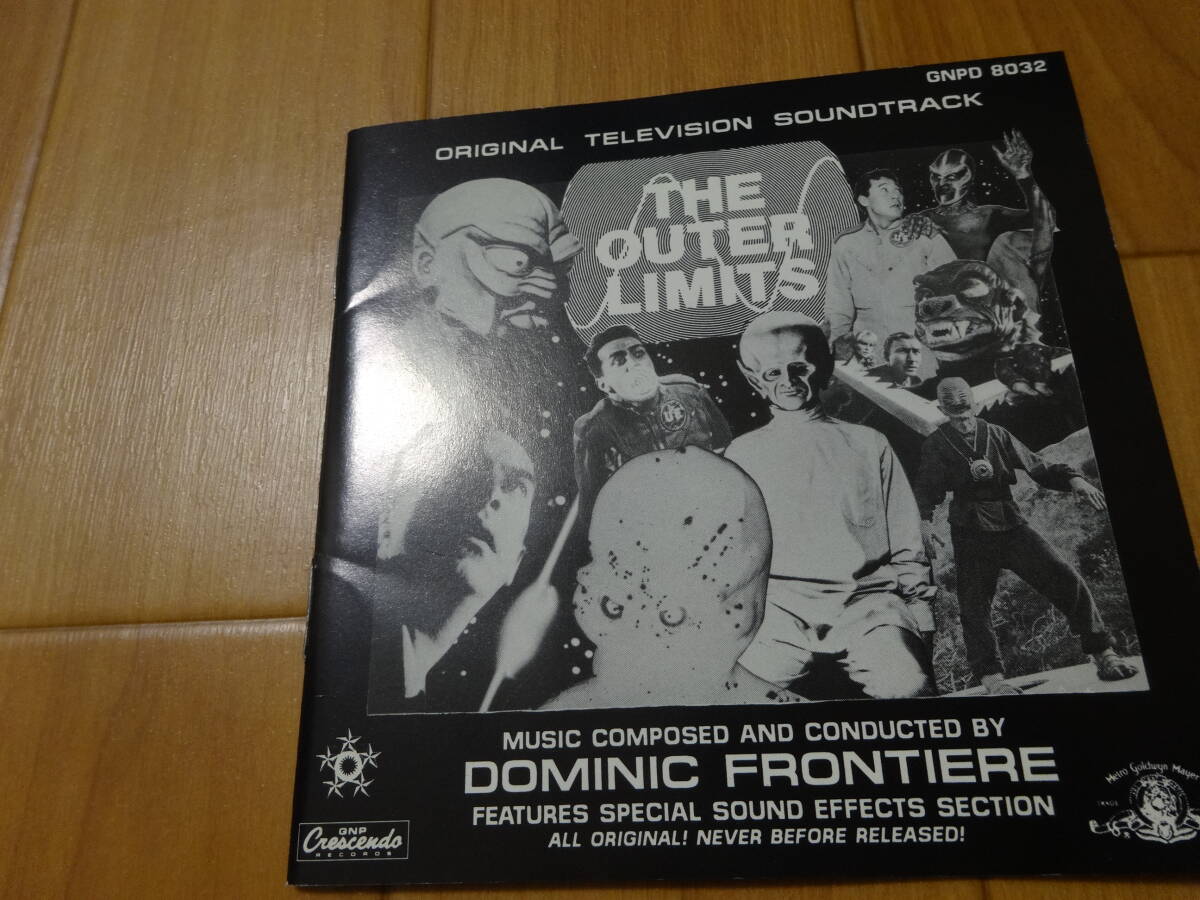 GNPD 8032
ORIGINAL TELEVISION SOUNDTRACK
THE
OUTER
LIMITS
MUSIC COMPOSED AND CONDUCTED BY
DOMINIC FRONTIERE
FEATURES SPECIAL SOUND EFFECTS SECTION
ALL ORIGINAL! NEVER BEFORE RELEASED!
GNP
Crescendo
RECORDS
Metro Goldwyn Mayer